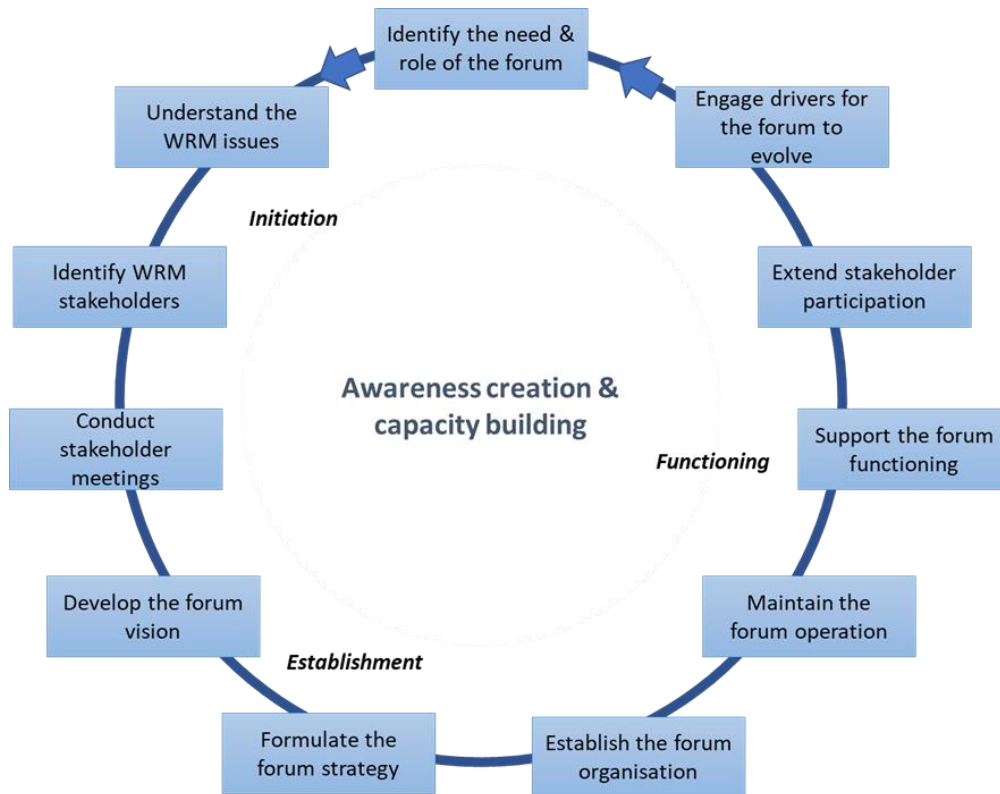 Identify the need &
role of the forum
Understand the
WRM issues
Identify WRM
stakeholders
Conduct
stakeholder
meetings
Develop the forum
vision
Formulate the
forum strategy
Establish the forum
organisation
Maintain the
forum operation
Support the forum
functioning
Extend stakeholder
participation
Engage drivers for
the forum to
evolve
Initiation
Establishment
Functioning
Awareness creation &
capacity building